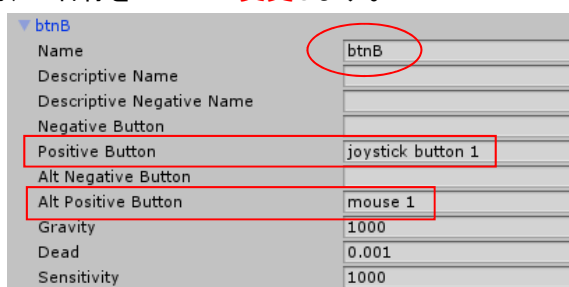 btnB
Name btnB
Descriptive Name
Descriptive Negative Name
Negative Button
Positive Button joystick button 1
Alt Negative Button
Alt Positive Button mouse 1
Gravity 1000
Dead 0.001
Sensitivity 1000